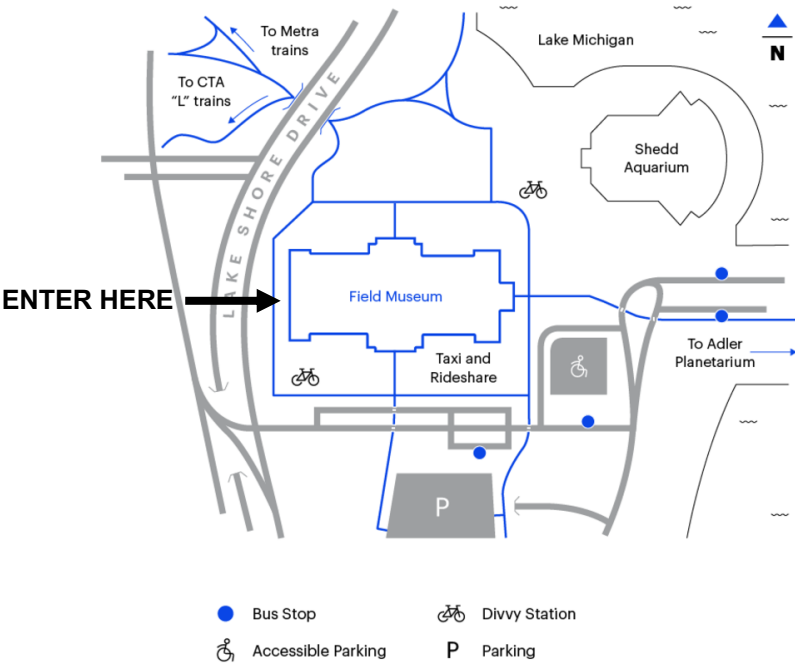 To Metra
trains
Lake Michigan
N
To CTA
“L” trains
LAKE SHORE DRIVE
Shedd
Aquarium
ENTER HERE
Field Museum
Taxi and
Rideshare
To Adler
Planetarium
P
Bus Stop
Divvy Station
Accessible Parking
P Parking